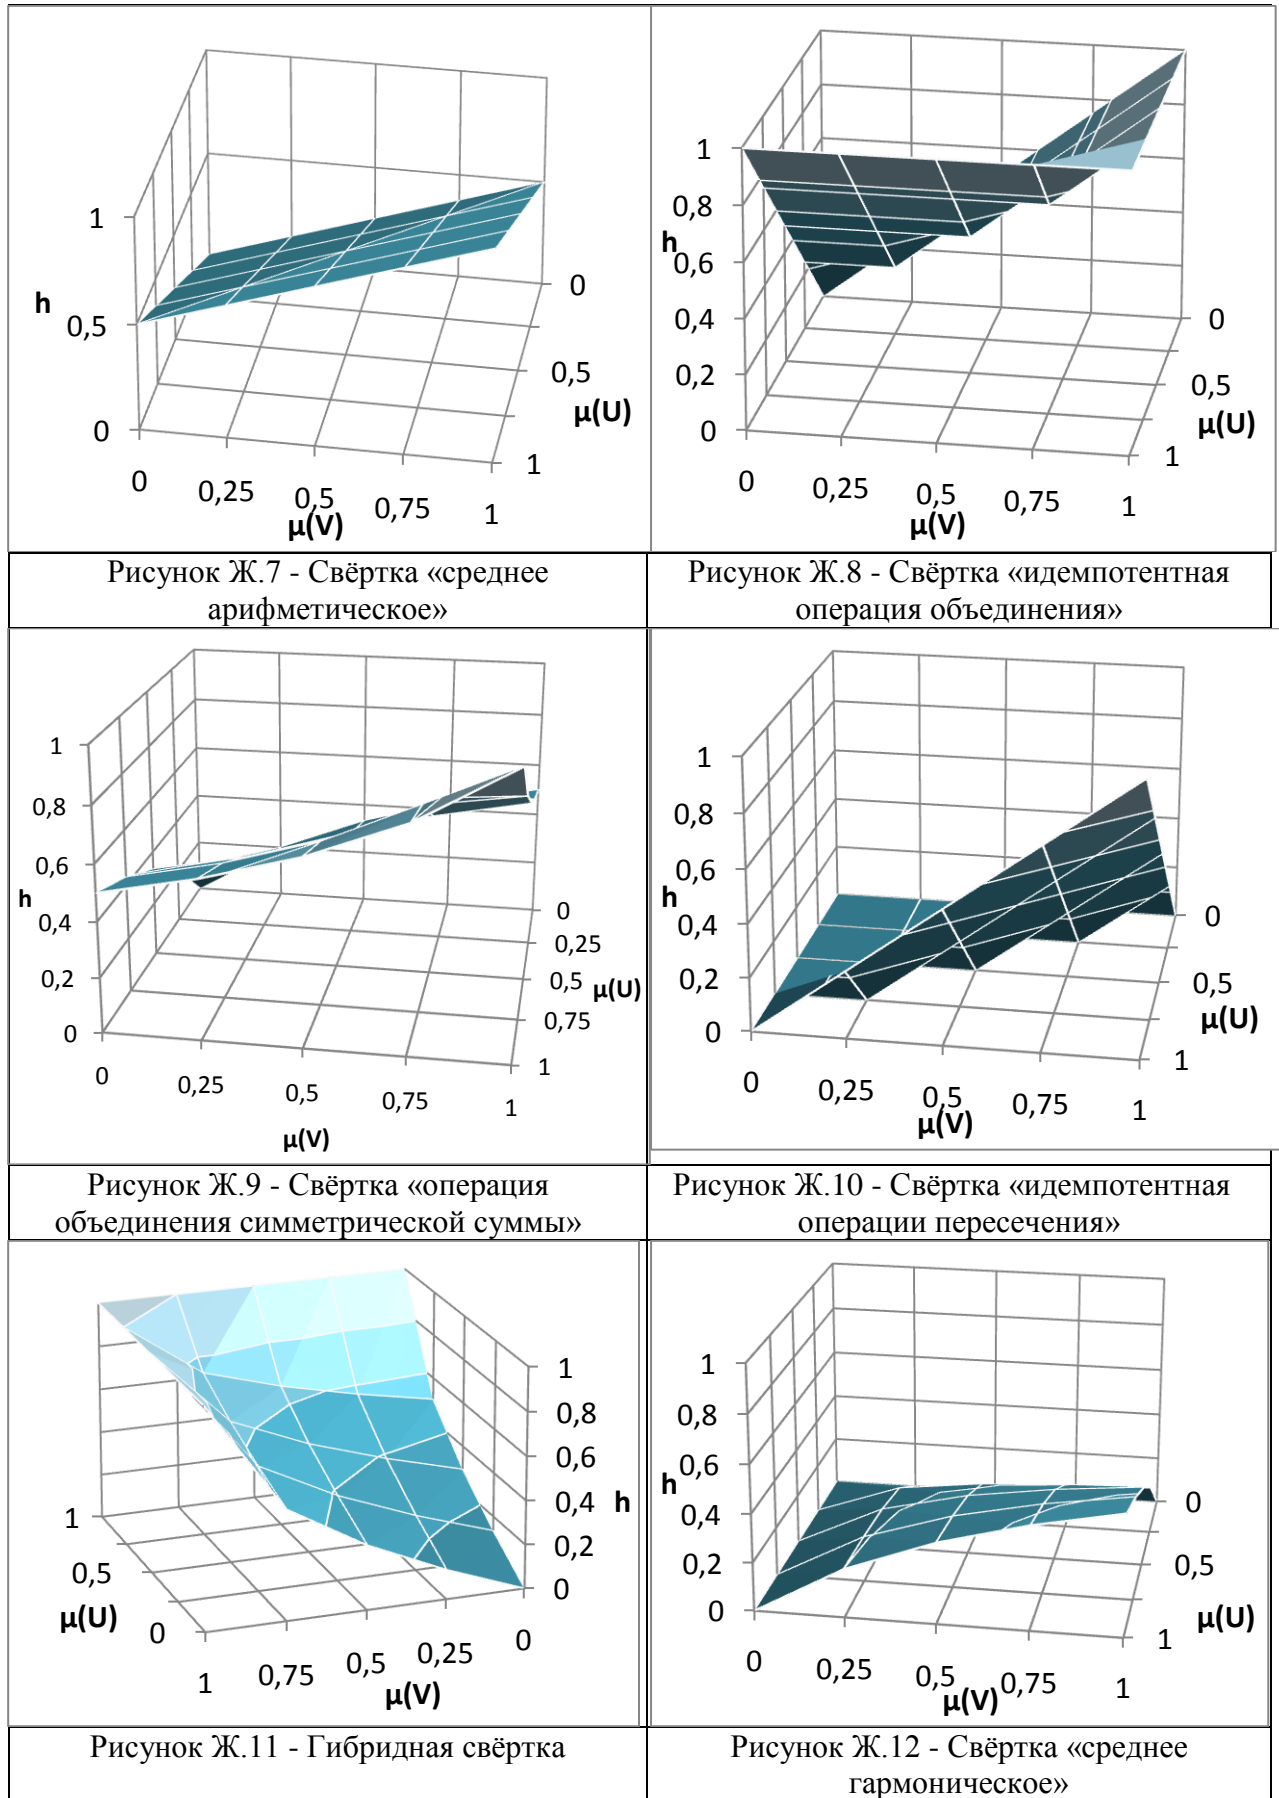 1
h
0,5
0
0
0,5
μ(U)
1
0
0,25
0,5
0,75
1
μ(V)
1
0,8
h
0,6
0,4
0,2
0
0
0,5
μ(U)
1
0
0,25
0,5
0,75
1
μ(V)
Рисунок Ж.7 - Свёртка «среднее
арифметическое»
Рисунок Ж.8 - Свёртка «идемпотентная
операция объединения»
1
0,8
0,6
h
0,4
0,2
0
0
0,25
0,5
μ(U)
0,75
1
0
0,25
0,5
0,75
1
μ(V)
1
0,8
0,6
h
0,4
0,2
0
0
0,5
μ(U)
1
0
0,25
0,5
0,75
1
μ(V)
Рисунок Ж.9 - Свёртка «операция
объединения симметрической суммы»
Рисунок Ж.10 - Свёртка «идемпотентная
операции пересечения»
1
0,8
0,6
0,4 h
0,2
0
1
0,5
μ(U)
0
1
0,75
0,5
0,25
0
μ(V)
1
0,8
0,6
h
0,4
0,2
0
0
0,5
μ(U)
1
0
0,25
0,5
0,75
1
μ(V)
Рисунок Ж.11 - Гибридная свёртка
Рисунок Ж.12 - Свёртка «среднее
гармоническое»